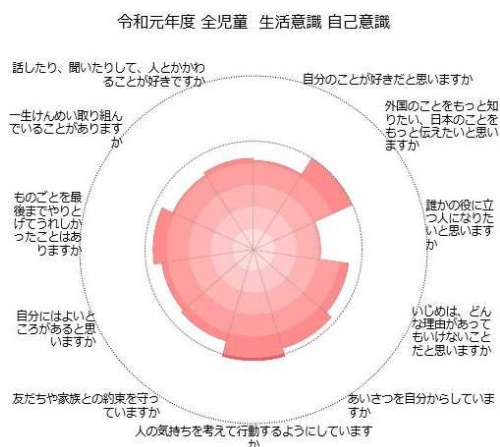 令和元年度 全児童 生活意識 自己意識
自分のことが好きだと思いますか
外国のことをもっと知
りたい、日本のことを
もっと伝えたいと思い
ますか
誰かの役に立
つ人になりた
いと思います
か
いじめは、どん
な理由があって
もいけないこと
だと思いますか
あいさつを自分からしていま
すか
人の気持ちを考えて行動するようにしています
か
友だちや家族との約束を守っ
ていますか
自分にはよいと
ころがあると思
いますか
ものごとを最
後までやりと
げてうれしか
ったことはあ
りますか
一生けんめい取り組ん
でいることがあります
か
話したり、聞いたりして、人とかかわ
ることが好きですか